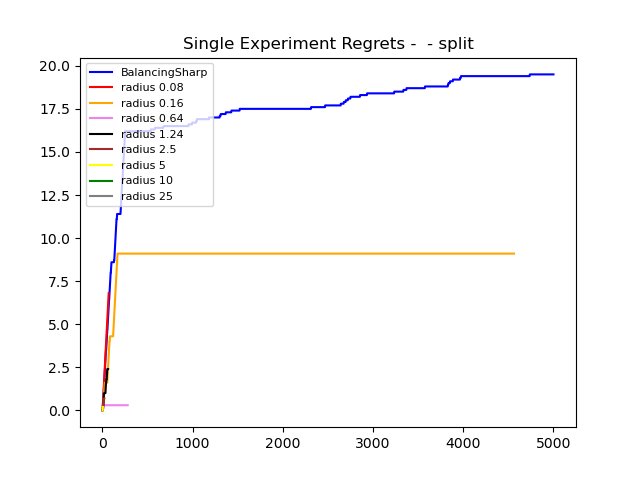 Single Experiment Regrets -  - split
20.0
17.5
15.0
12.5
10.0
7.5
5.0
2.5
0.0
BalancingSharp
radius 0.08
radius 0.16
radius 0.64
radius 1.24
radius 2.5
radius 5
radius 10
radius 25
0 1000 2000 3000 4000 5000